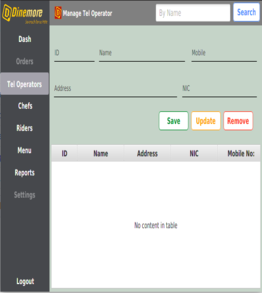 Dinemore
Manage Tel Operator
By Name
Search
Dash
Orders
Tel Operators
Chefs
Riders
Menu
Reports
Settings
Logout
ID
Name
Mobile
Address
NIC
Save
Update
Remove
ID Name Address NIC Mobile No:
No content in table